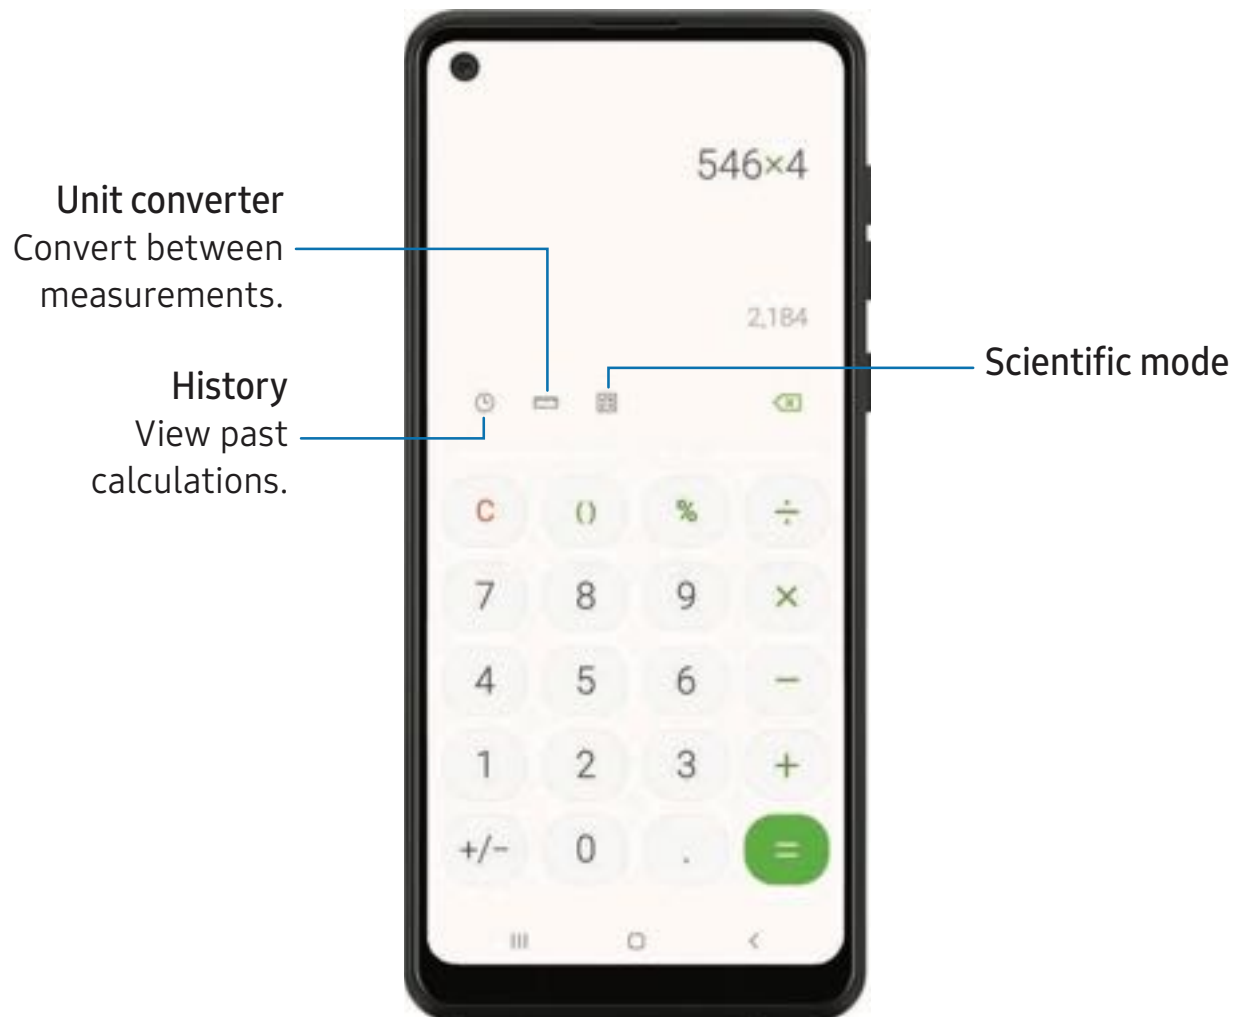 546×4
Unit converter
Convert between
measurements.
2,184
Scientific mode
History
View past
calculations.
C () % ÷
7 8 9 ×
4 5 6 −
1 2 3 +
+/− 0 . =